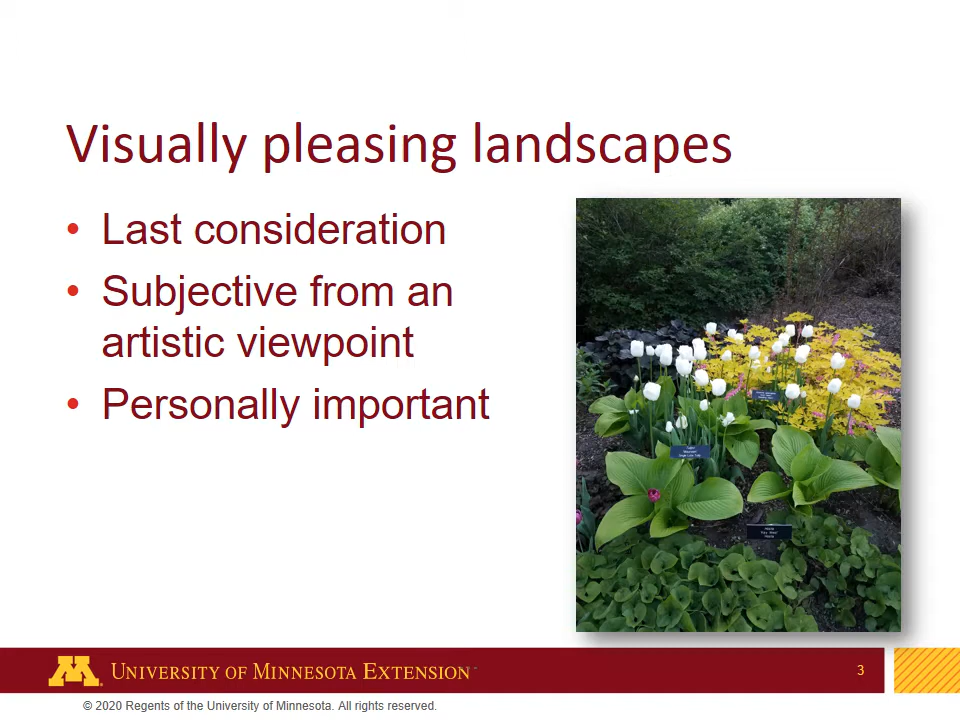 Visually pleasing landscapes
• Last consideration
• Subjective from an
artistic viewpoint
• Personally important
M
UNIVERSITY OF MINNESOTA EXTENSION
3
© 2020 Regents of the University of Minnesota. All rights reserved.